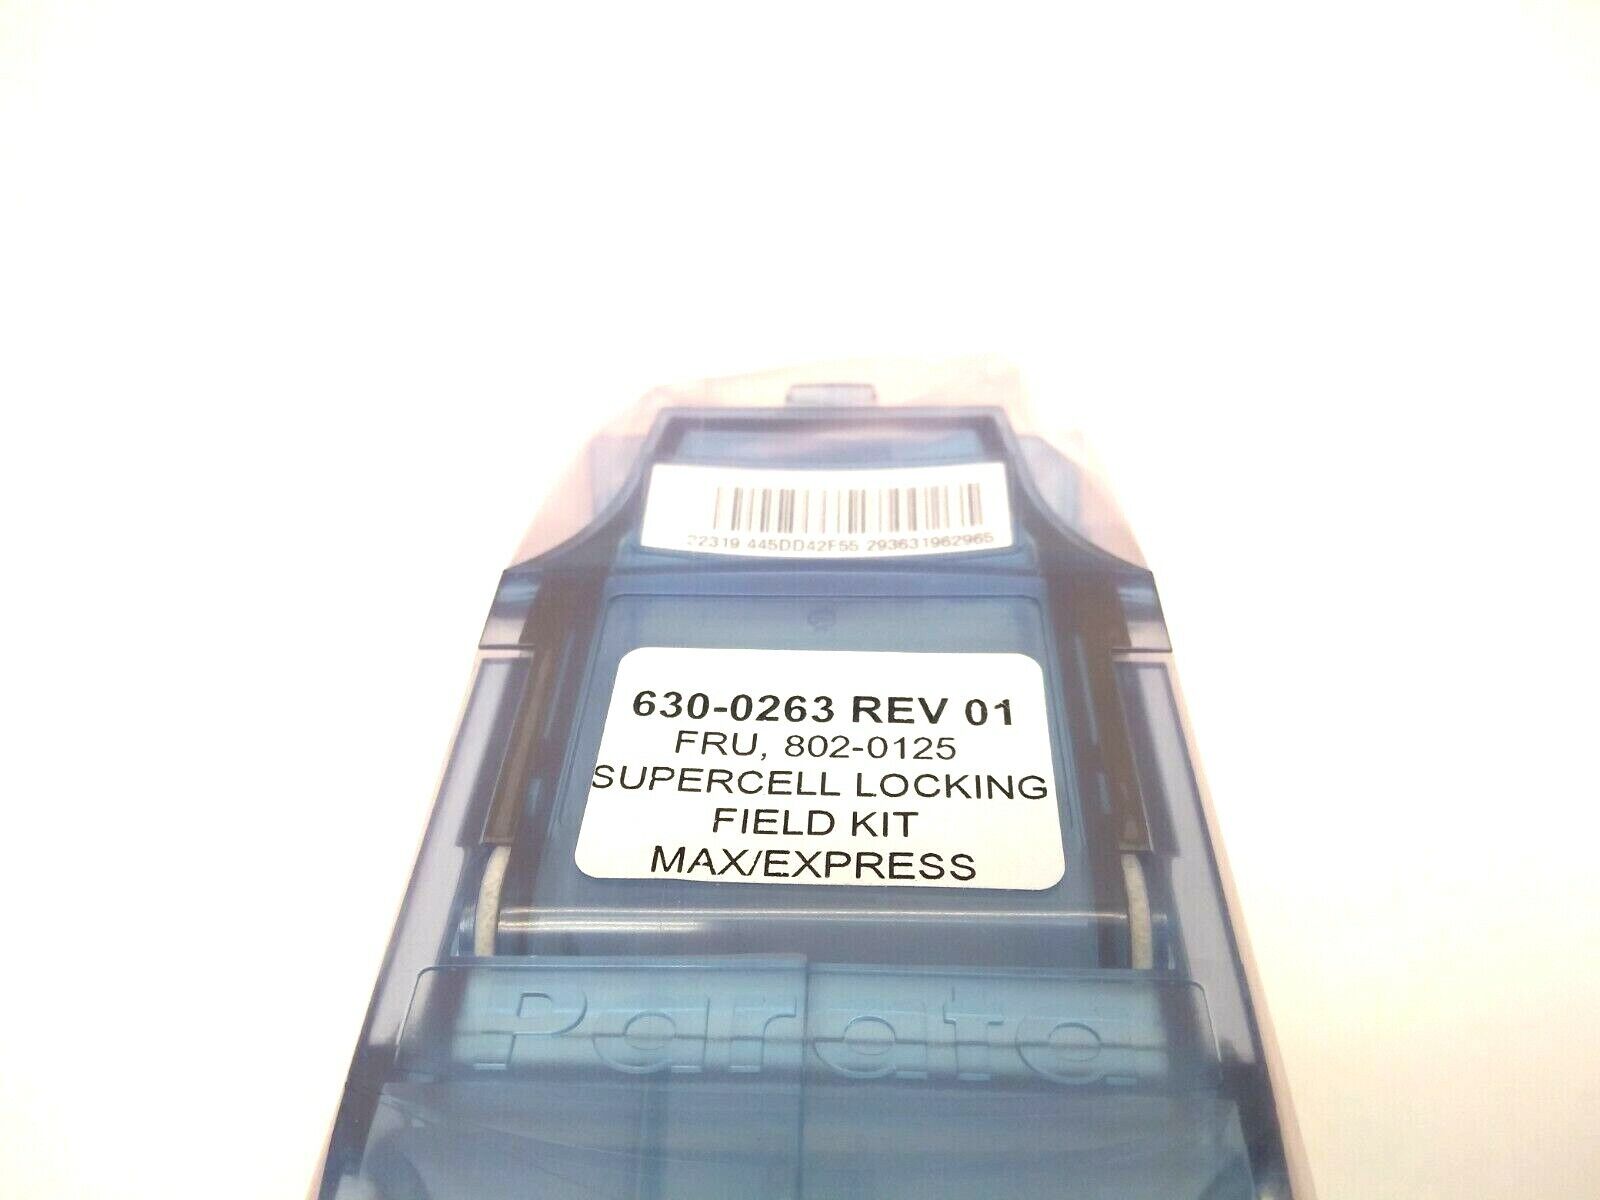 22319 445DD42F55 293631962965
630-0263 REV 01
FRU, 802-0125
SUPERCELL LOCKING
FIELD KIT
MAX/EXPRESS
Parata